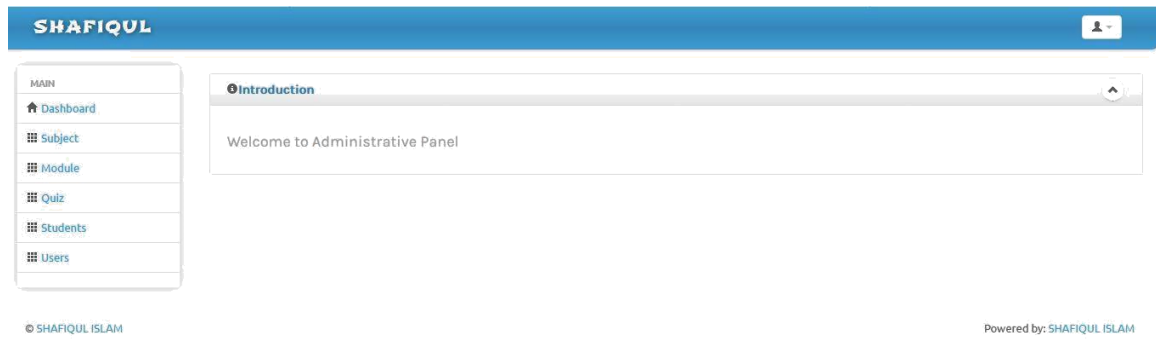 SHAFIQUL
MAIN
Dashboard
Subject
Module
Quiz
Students
Users
Introduction
Welcome to Administrative Panel
© SHAFIQUL ISLAM
Powered by: SHAFIQUL ISLAM